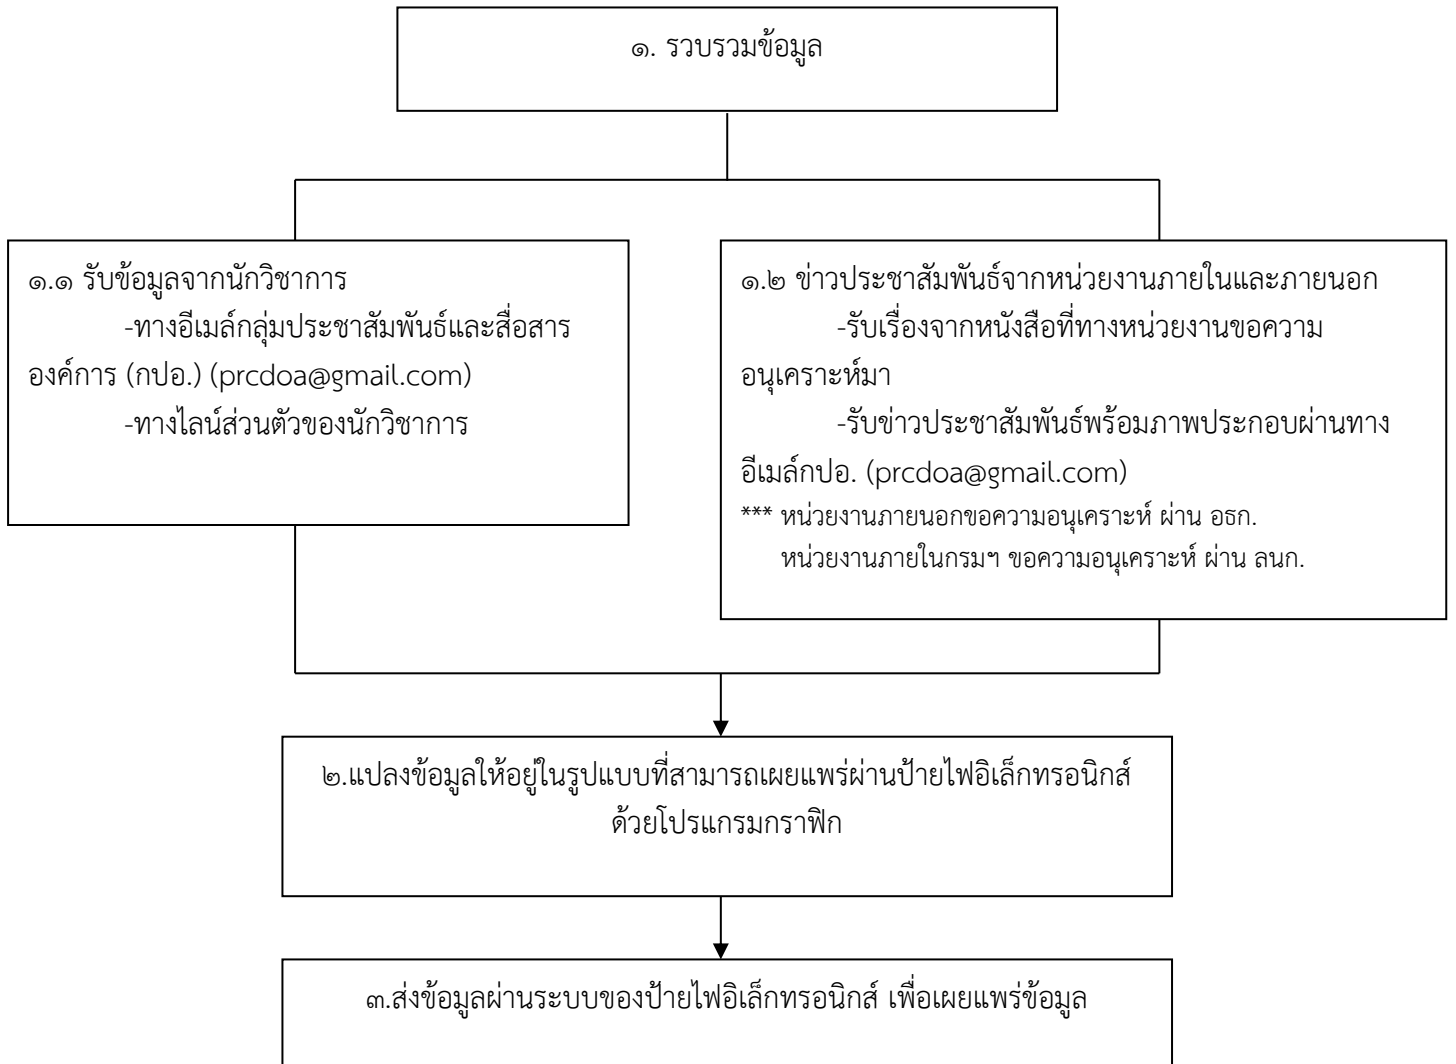 ๑. รวบรวมข้อมูล
๑.๑ รับข้อมูลจากนักวิชาการ
-ทางอีเมล์กลุ่มประชาสัมพันธ์และสื่อสาร
องค์การ (กปอ.) (prcdoa@gmail.com)
-ทางไลน์ส่วนตัวของนักวิชาการ
๑.๒ ข่าวประชาสัมพันธ์จากหน่วยงานภายในและภายนอก
-รับเรื่องจากหนังสือที่ทางหน่วยงานขอความ
อนุเคราะห์มา
-รับข่าวประชาสัมพันธ์พร้อมภาพประกอบผ่านทาง
อีเมล์กปอ. (prcdoa@gmail.com)
*** หน่วยงานภายนอกขอความอนุเคราะห์ ผ่าน อธก.
หน่วยงานภายในกรมฯ ขอความอนุเคราะห์ ผ่าน ลนก.
๒.แปลงข้อมูลให้อยู่ในรูปแบบที่สามารถเผยแพร่ผ่านป้ายไฟอิเล็กทรอนิกส์
ด้วยโปรแกรมกราฟิก
๓.ส่งข้อมูลผ่านระบบของป้ายไฟอิเล็กทรอนิกส์ เพื่อเผยแพร่ข้อมูล